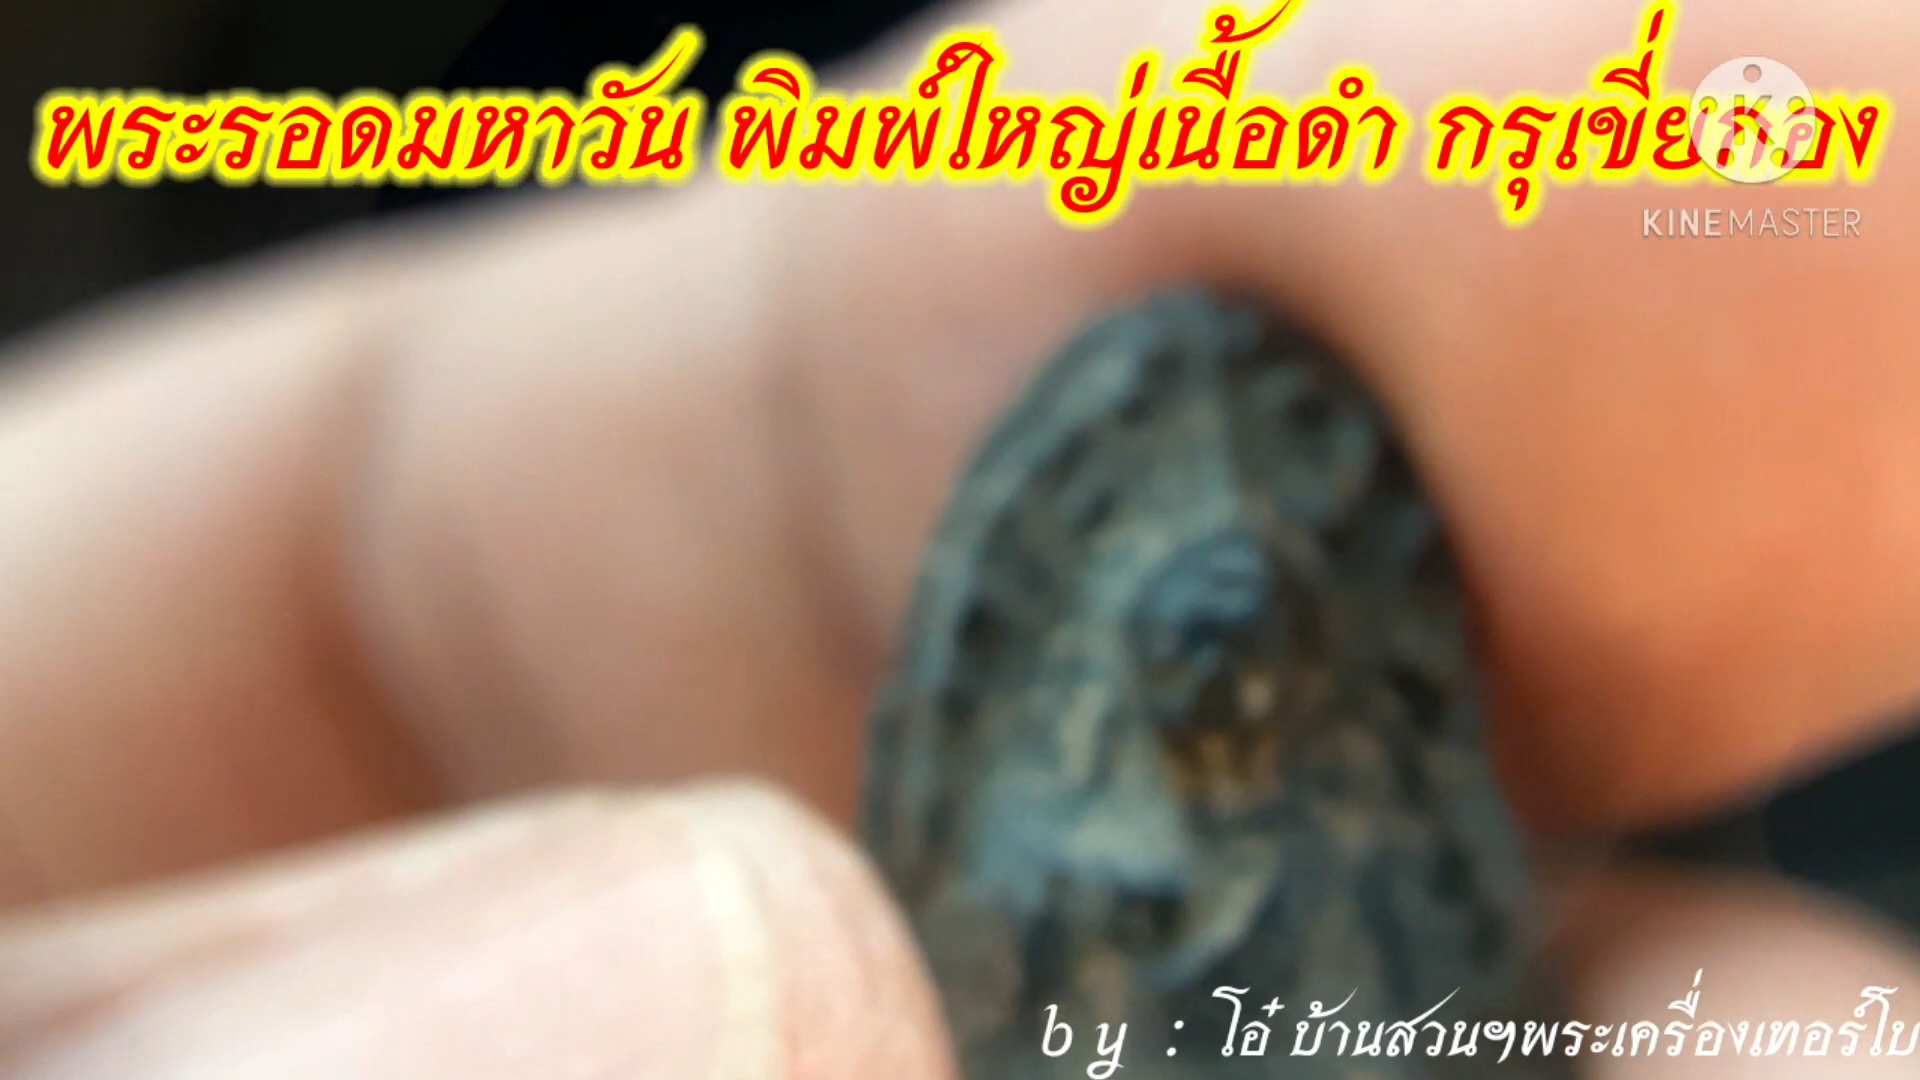 พระรอดมหาวัน พิมพ์ใหญ่เนื้อดำ กรุเขี่ยกอง
KINEMASTER
by : โอ๋ บ้านสวนฯพระเครื่องเทอร์โบ